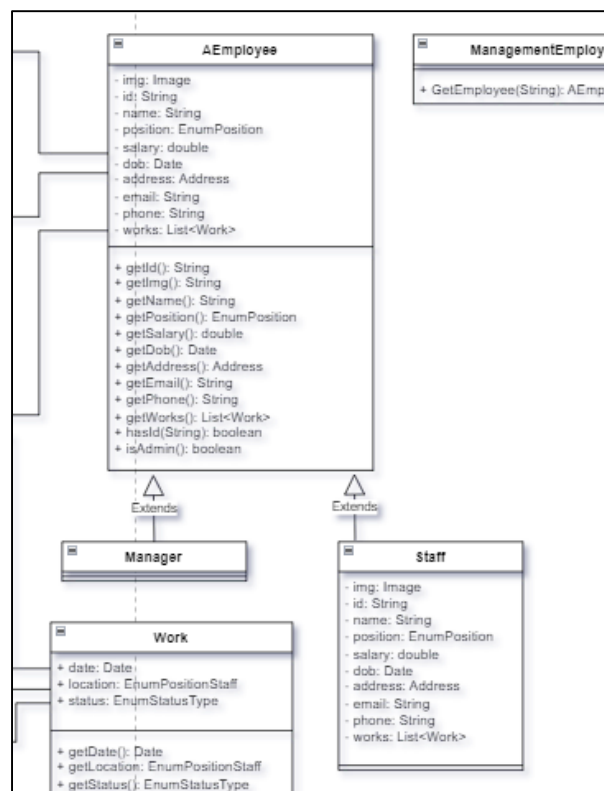 AEmployee
- img: Image
- id: String
- name: String
- position: EnumPosition
- salary: double
- dob: Date
- address: Address
- email: String
- phone: String
- works: List<Work>
+ getId(): String
+ getImg(): String
+ getName(): String
+ getPosition(): EnumPosition
+ getSalary(): double
+ getDob(): Date
+ getAddress(): Address
+ getEmail(): String
+ getPhone(): String
+ getWorks(): List<Work>
+ hasId(String): boolean
+ isAdmin(): boolean
ManagementEmploy
+ GetEmployee(String): AEmp
Extends
Extends
Manager
Staff
- img: Image
- id: String
- name: String
- position: EnumPosition
- salary: double
- dob: Date
- address: Address
- email: String
- phone: String
- works: List<Work>
Work
+ date: Date
+ location: EnumPositionStaff
+ status: EnumStatusType
+ getDate(): Date
+ getLocation: EnumPositionStaff
+ getStatus(): EnumStatusType